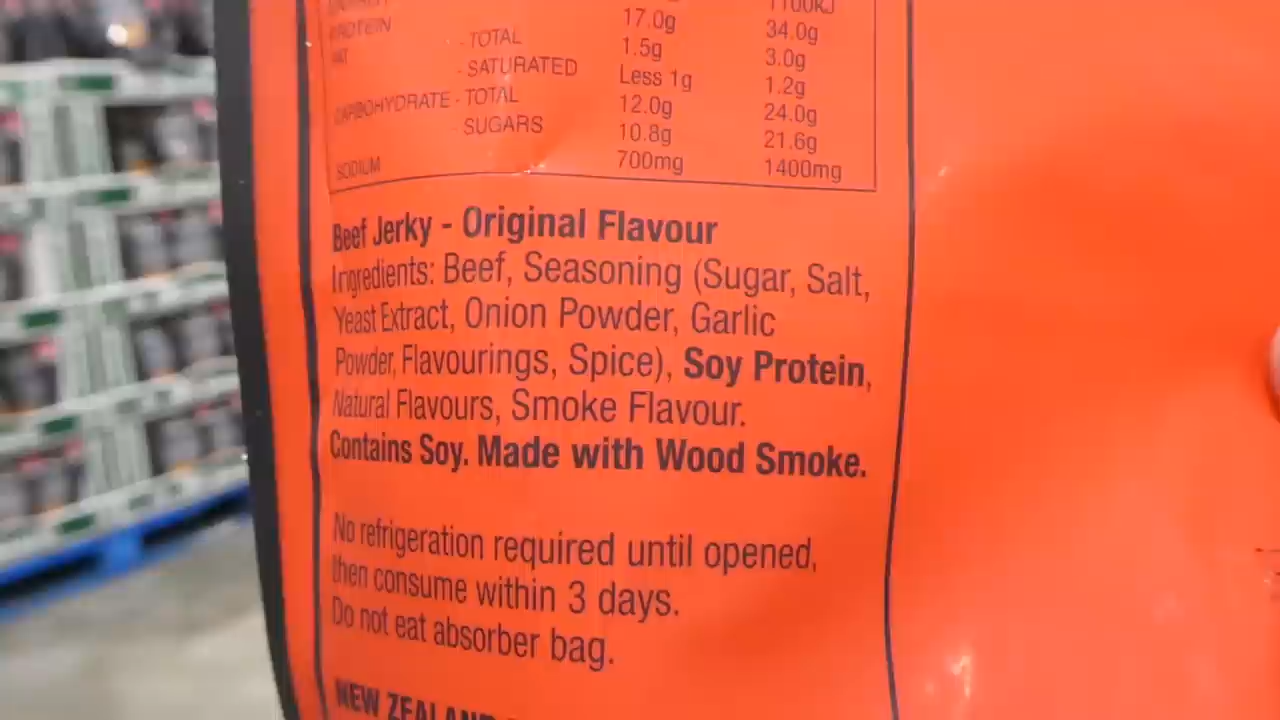 1100KJ
PROTEIN 17.0g 34.0g
FAT - TOTAL 1.5g 3.0g
- SATURATED Less 1g 1.2g
CARBOHYDRATE - TOTAL 12.0g 24.0g
- SUGARS 10.8g 21.6g
SODIUM 700mg 1400mg
Beef Jerky - Original Flavour
Ingredients: Beef, Seasoning (Sugar, Salt,
Yeast Extract, Onion Powder, Garlic
Powder, Flavourings, Spice), Soy Protein,
Natural Flavours, Smoke Flavour.
Contains Soy. Made with Wood Smoke.
No refrigeration required until opened,
then consume within 3 days.
Do not eat absorber bag.
NEW ZEALAND